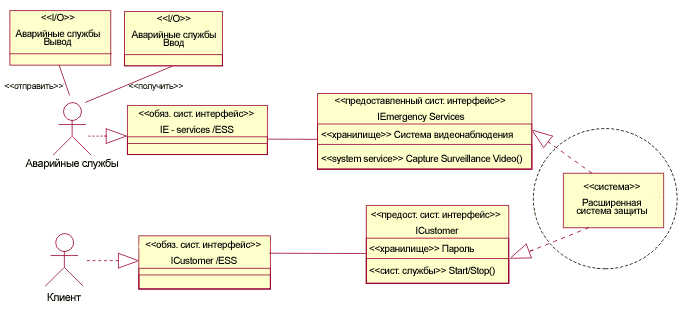 <<I/O>>
Аварийные службы
Вывод
<<I/O>>
Аварийные службы
Ввод
<<отправить>>
<<получить>>
Аварийные службы
<<обяз. сист. интерфейс>>
IE - services /ESS
<<предоставленный сист. интерфейс>>
IEmergency Services
<<хранилище>> Система видеонаблюдения
<<system service>> Capture Surveillance Video()
<<система>>
Расширенная
система защиты
Клиент
<<обяз. сист. интерфейс>>
ICustomer /ESS
<<предост. сист. интерфейс>>
ICustomer
<<хранилище>> Пароль
<<сист. службы>> Start/Stop()